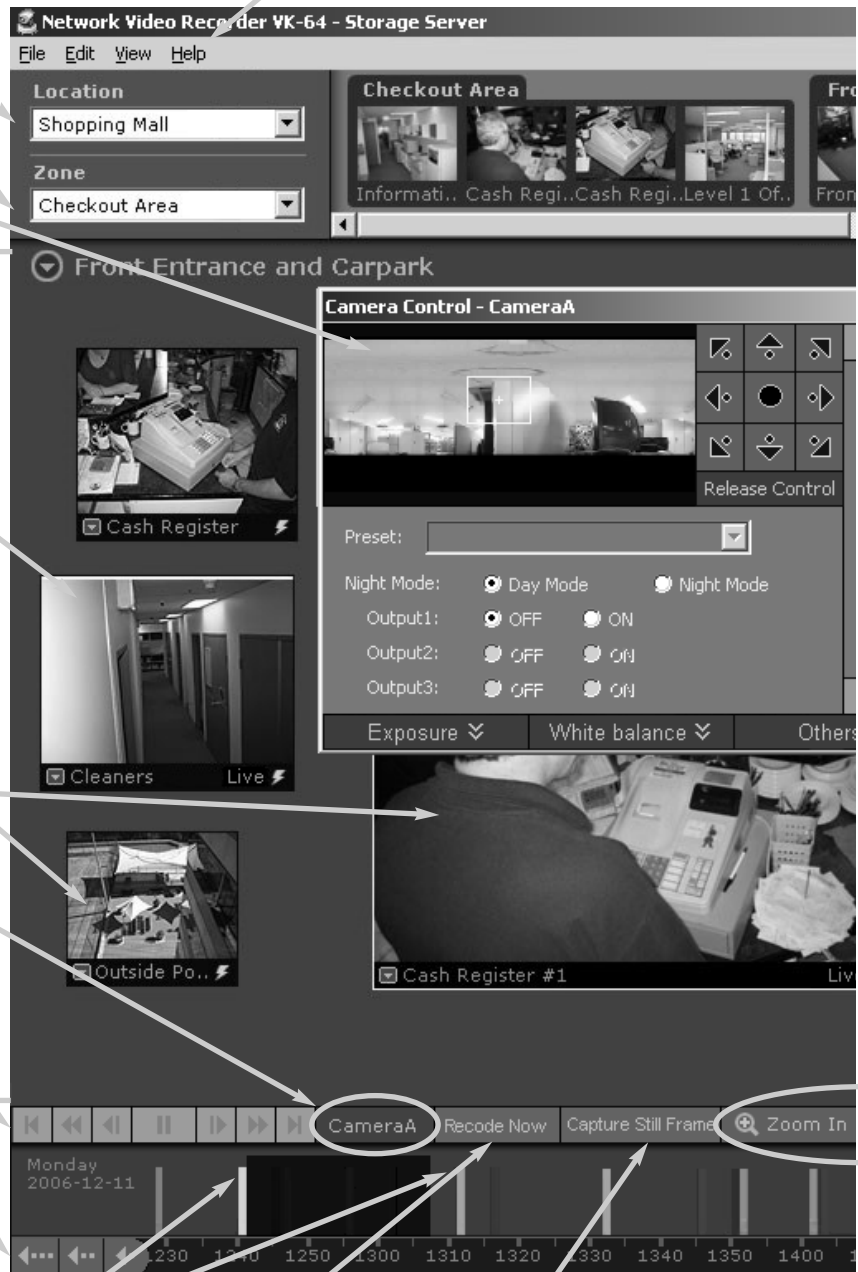 Network Video Recorder VK-64 - Storage Server
File Edit View Help
Location
Shopping Mall
Zone
Checkout Area
Checkout Area
Fro
Informati.. Cash Regi..Cash Regi..Level 1 Of.. Fron
Front Entrance and Carpark
Camera Control - CameraA
Release Control
Cash Register
Preset:
Night Mode: Day Mode Night Mode
Output1: OFF ON
Output2: OFF ON
Output3: OFF ON
Exposure White balance Others
Cleaners Live
Outside Po..
Cash Register #1 Live
CameraA Recode Now Capture Still Frame Zoom In
Monday
2006-12-11
1230 1240 1250 1300 1310 1320 1330 1340 1350 1400 1